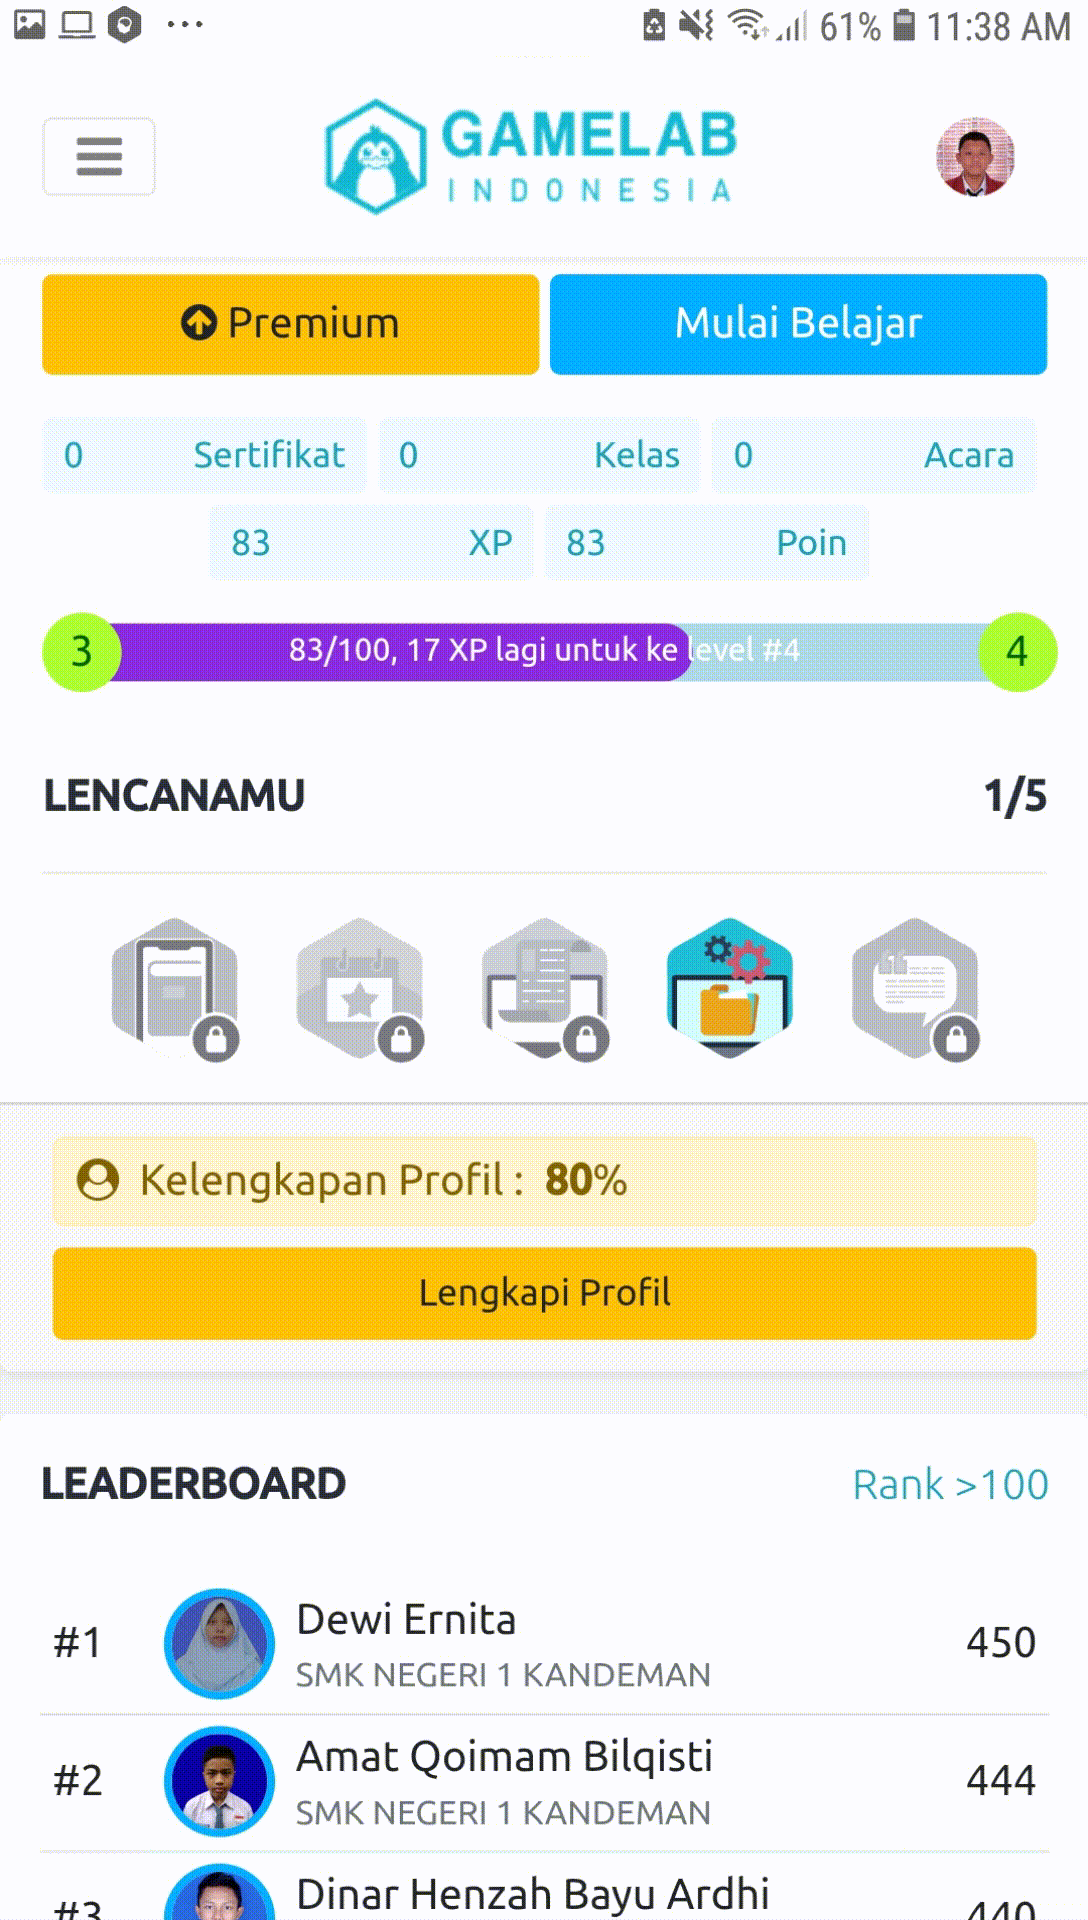 61% 11:38 AM
GAMELAB
INDONESIA
Premium
Mulai Belajar
0 Sertifikat
0 Kelas
0 Acara
83 XP
83 Poin
3
83/100, 17 XP lagi untuk ke level #4
4
LENCANAMU
1/5
Kelengkapan Profil : 80%
Lengkapi Profil
LEADERBOARD
Rank >100
#1
Dewi Ernita
SMK NEGERI 1 KANDEMAN
450
#2
Amat Qoimam Bilqisti
SMK NEGERI 1 KANDEMAN
444
#3
Dinar Henzah Bayu Ardhi
440